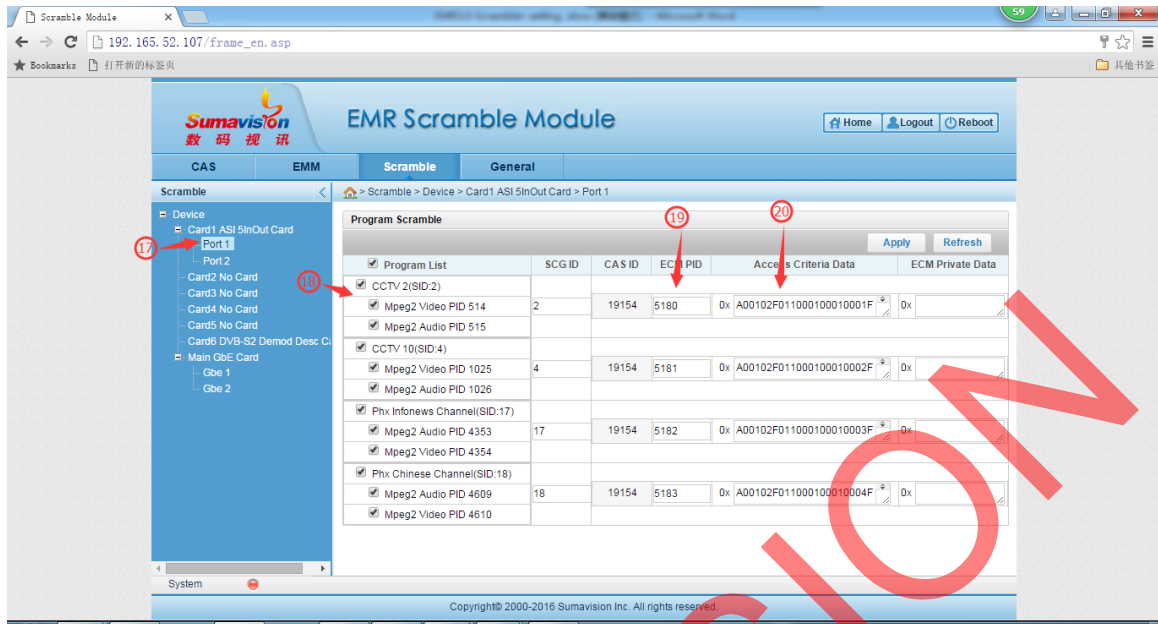 Scramble Module
59
192.165.52.107/frame_en.asp
Bookmarks 打开新的标签页 其他书签
Sumavision
数码视讯
EMR Scramble Module
Home Logout Reboot
CAS EMM Scramble General
Scramble
> Scramble > Device > Card1 ASI 5InOut Card > Port 1
Device
Card1 ASI 5InOut Card
Port 1
Port 2
Card2 No Card
Card3 No Card
Card4 No Card
Card5 No Card
Card6 DVB-S2 Demod Desc Ca
Main GbE Card
Gbe 1
Gbe 2
17
18
19
20
Program Scramble
Apply Refresh
Program List SCG ID CAS ID ECM PID Access Criteria Data ECM Private Data
CCTV 2(SID:2)
Mpeg2 Video PID 514 2 19154 5180 0x A00102F011000100010001F 0x
Mpeg2 Audio PID 515
CCTV 10(SID:4)
Mpeg2 Video PID 1025 4 19154 5181 0x A00102F011000100010002F 0x
Mpeg2 Audio PID 1026
Phx Infonews Channel(SID:17)
Mpeg2 Audio PID 4353 17 19154 5182 0x A00102F011000100010003F 0x
Mpeg2 Video PID 4354
Phx Chinese Channel(SID:18)
Mpeg2 Audio PID 4609 18 19154 5183 0x A00102F011000100010004F 0x
Mpeg2 Video PID 4610
System
Copyright© 2000-2016 Sumavision Inc. All rights reserved.